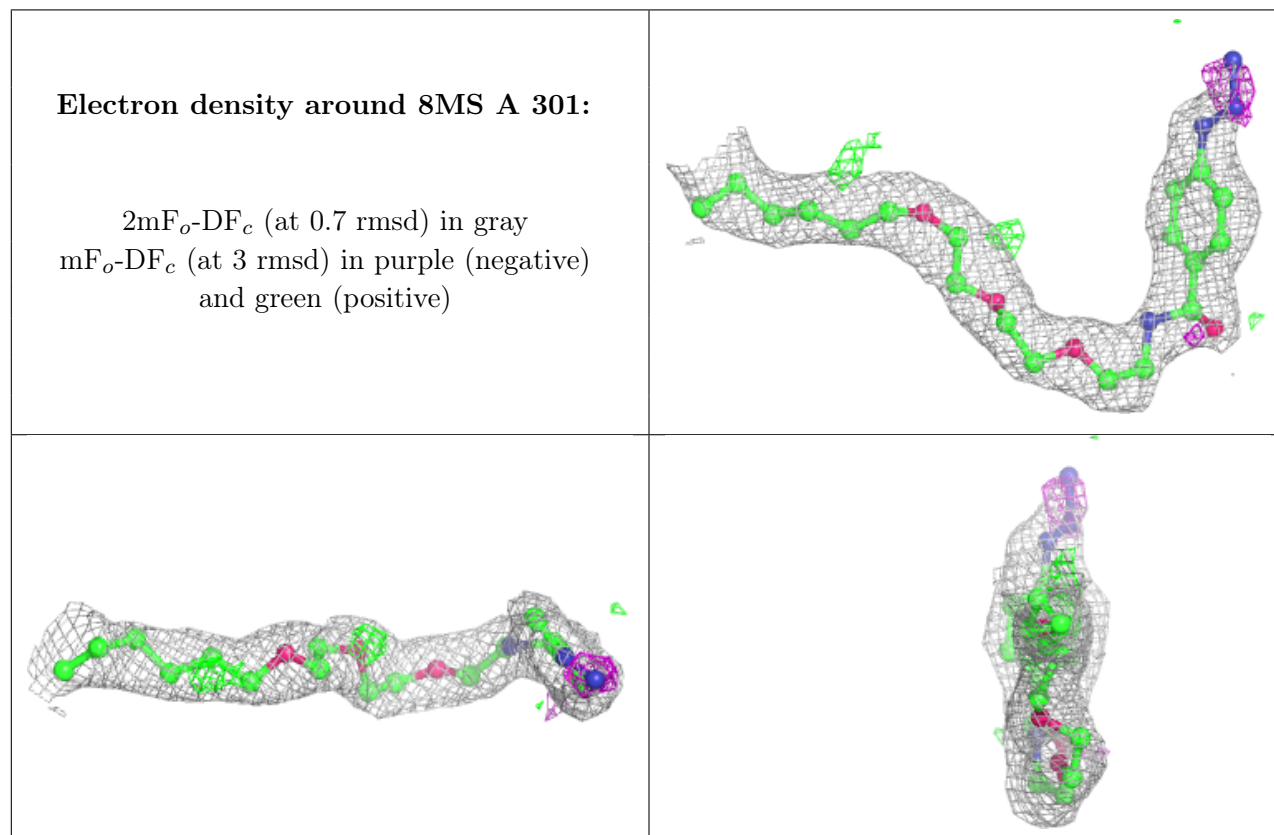 Electron density around 8MS A 301:
2mFₒ-DF𝒸 (at 0.7 rmsd) in gray
mFₒ-DF𝒸 (at 3 rmsd) in purple (negative)
and green (positive)